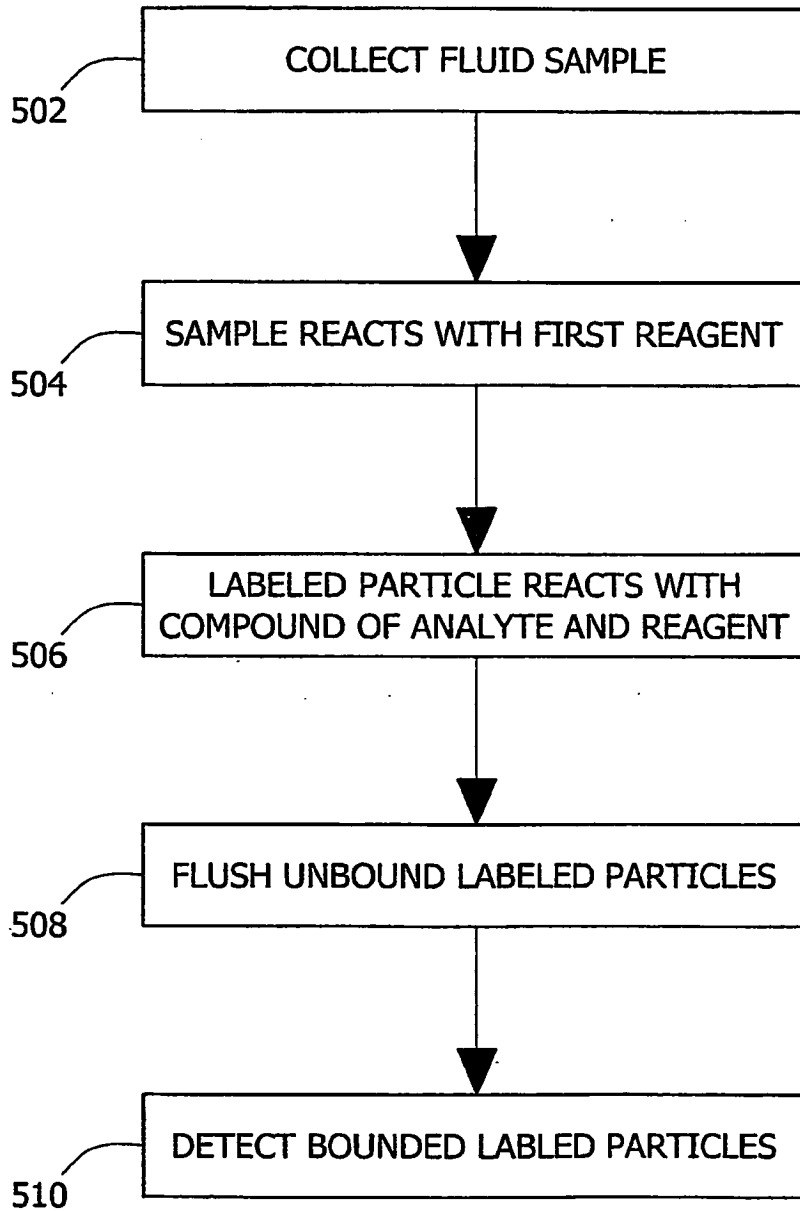 COLLECT FLUID SAMPLE
502
SAMPLE REACTS WITH FIRST REAGENT
504
LABELED PARTICLE REACTS WITH
COMPOUND OF ANALYTE AND REAGENT
506
FLUSH UNBOUND LABELED PARTICLES
508
DETECT BOUNDED LABLED PARTICLES
510